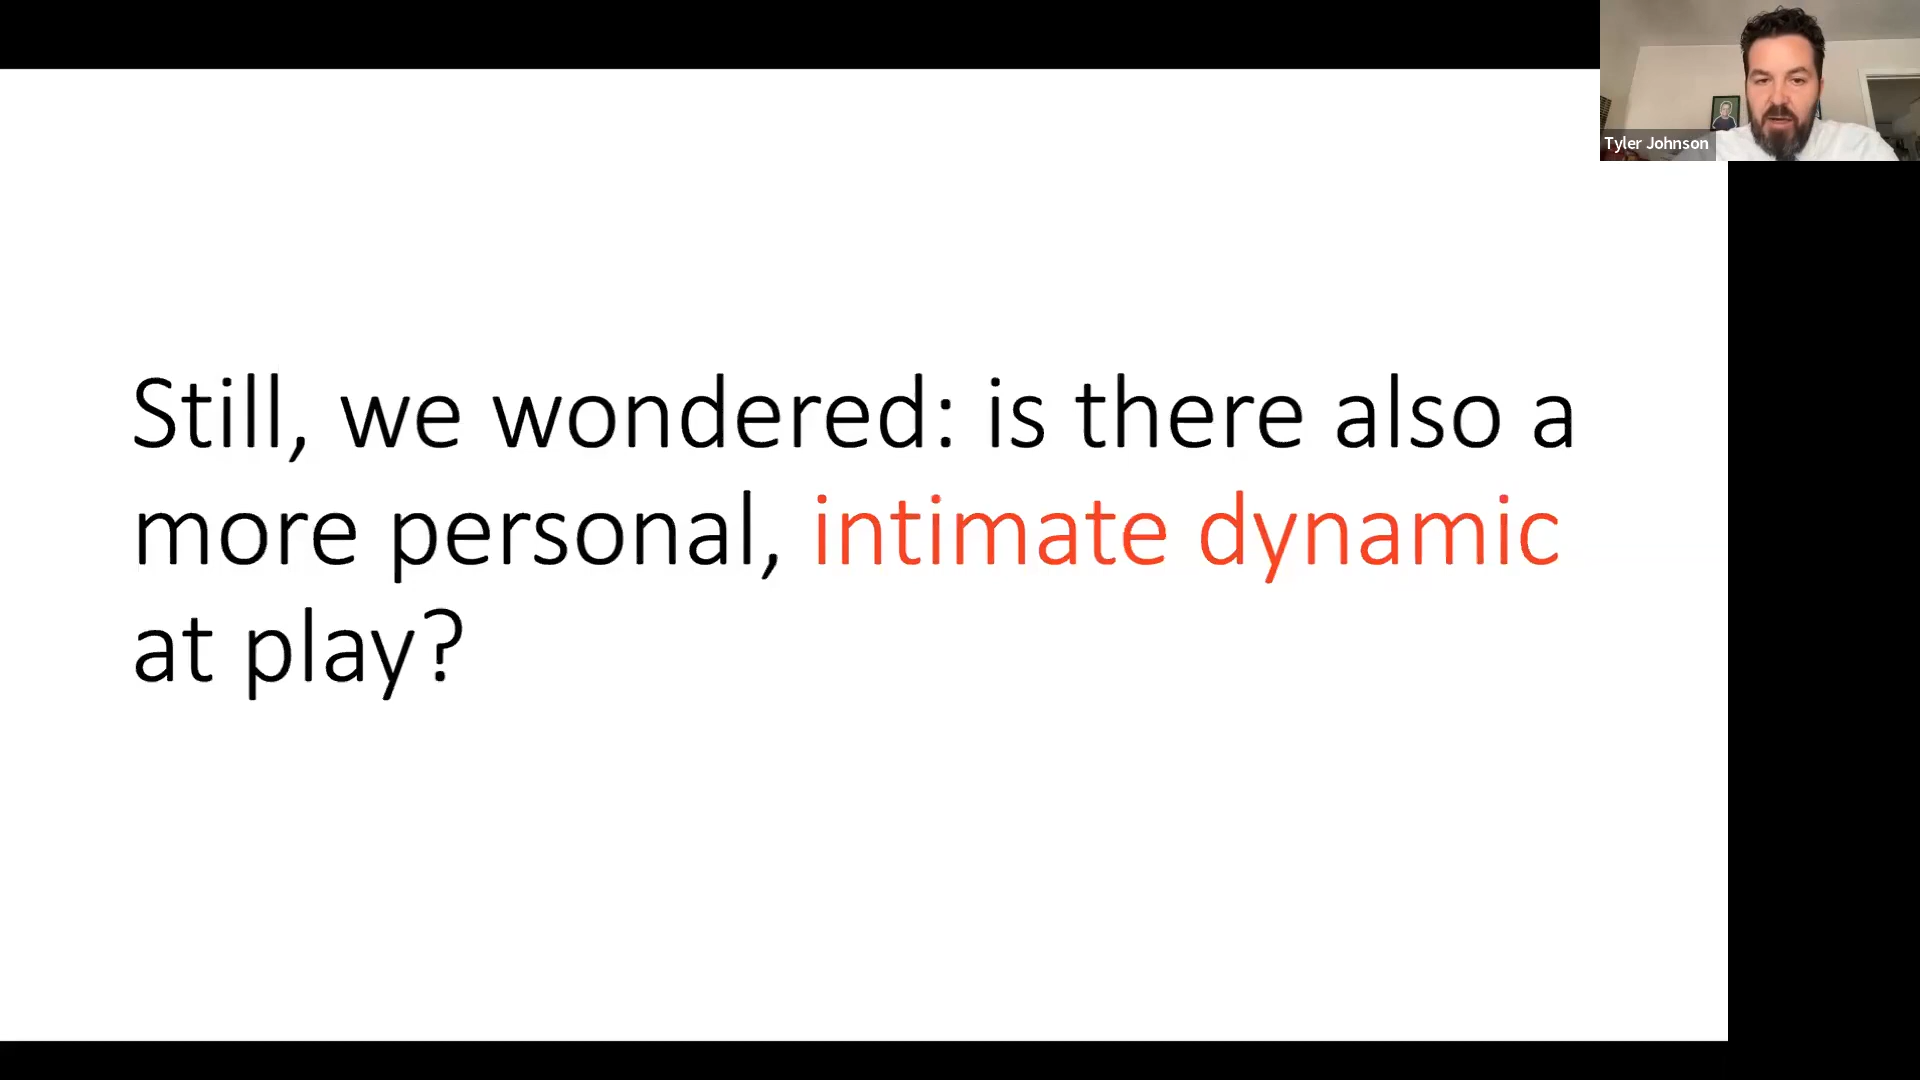 Tyler Johnson
Still, we wondered: is there also a
more personal, intimate dynamic
at play?